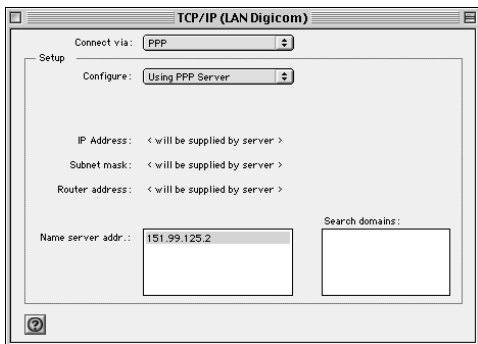 TCP/IP (LAN Digicom)
Connect via: PPP
Setup
Configure: Using PPP Server
IP Address: < will be supplied by server >
Subnet mask: < will be supplied by server >
Router address: < will be supplied by server >
Search domains:
Name server addr.: 151.99.125.2
?